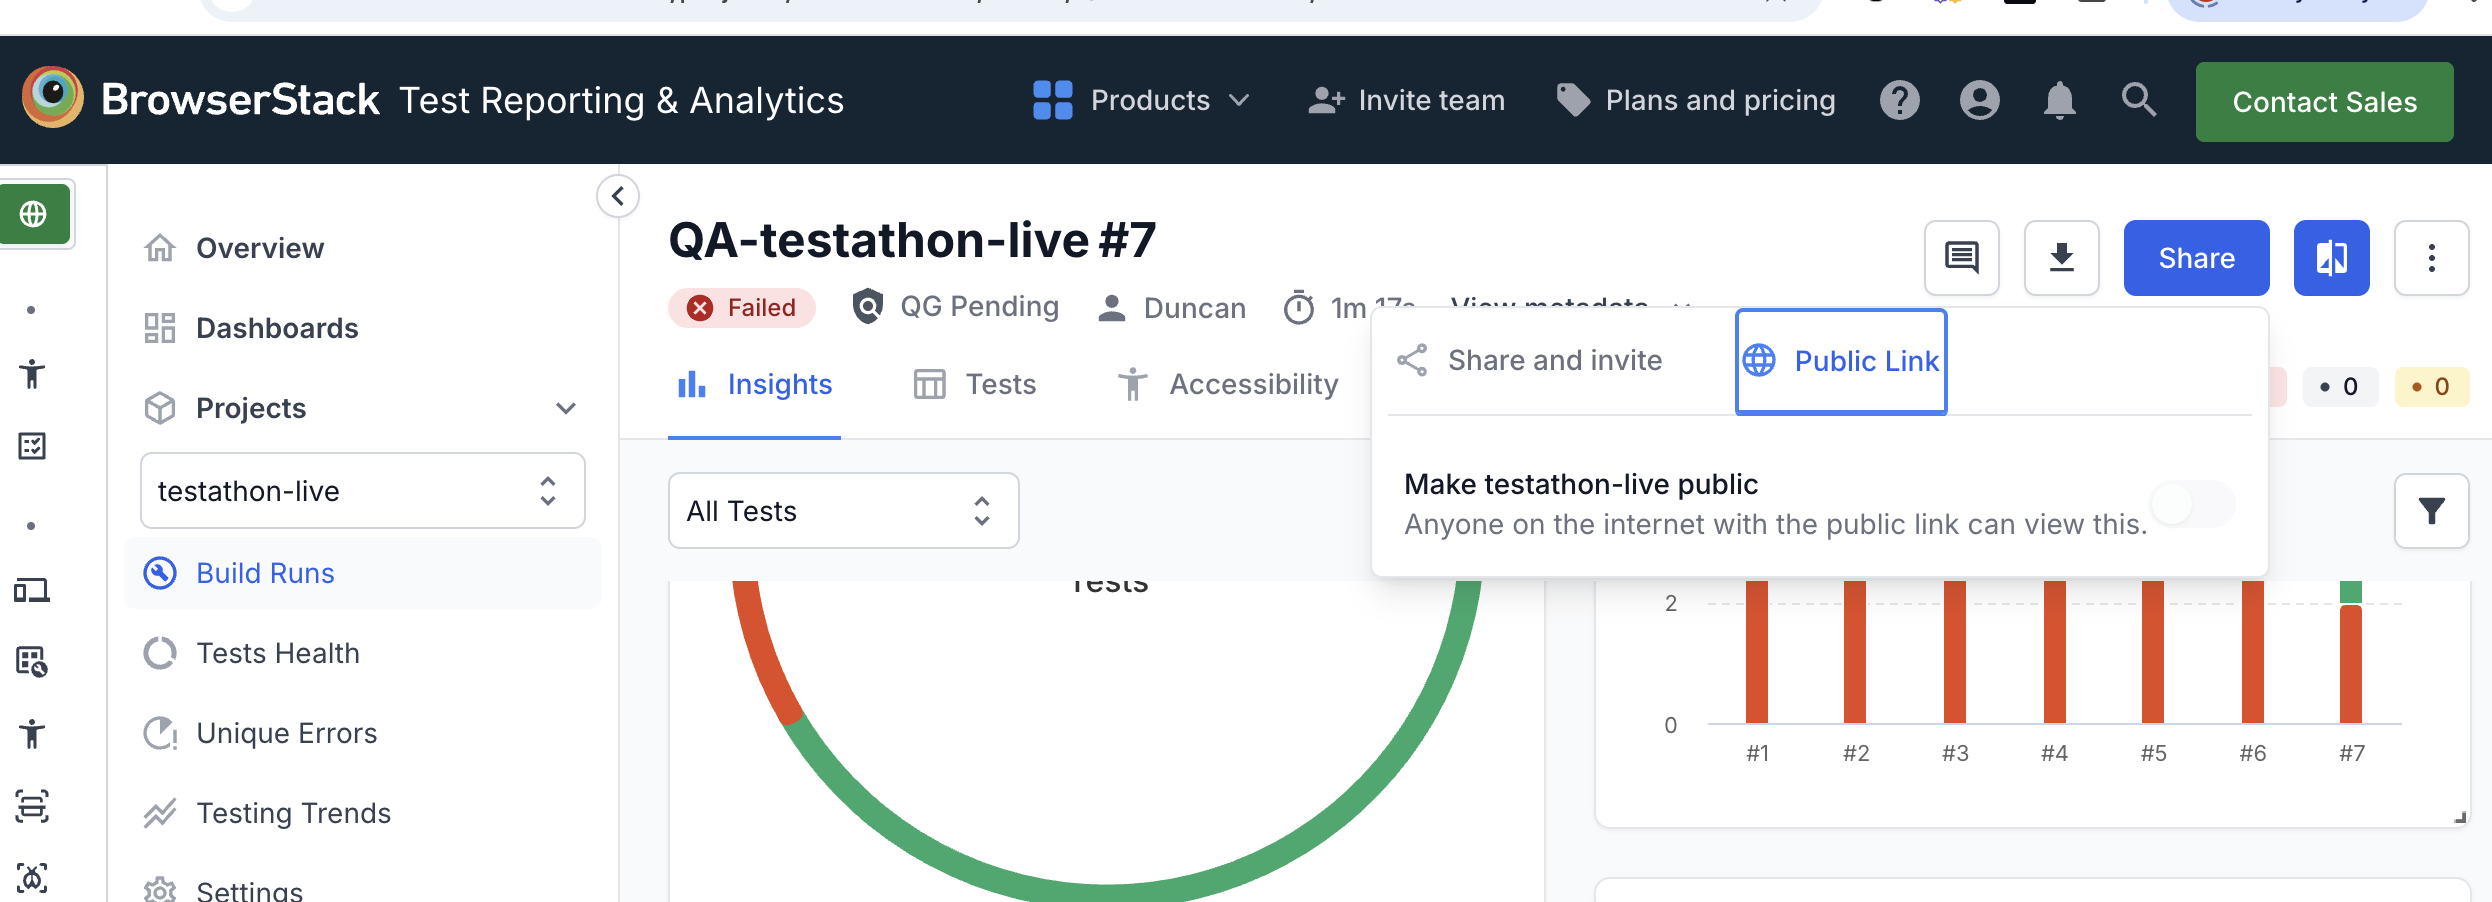 BrowserStack Test Reporting & Analytics
Products
Invite team
Plans and pricing
Contact Sales
Overview
Dashboards
Projects
testathon-live
Build Runs
Tests Health
Unique Errors
Testing Trends
Settings
QA-testathon-live #7
Share
Failed
QG Pending
Duncan
1m 17s
View metadata
Insights
Tests
Accessibility
0
0
Share and invite
Public Link
Make testathon-live public
Anyone on the internet with the public link can view this.
All Tests
Tests
2
0
#1
#2
#3
#4
#5
#6
#7